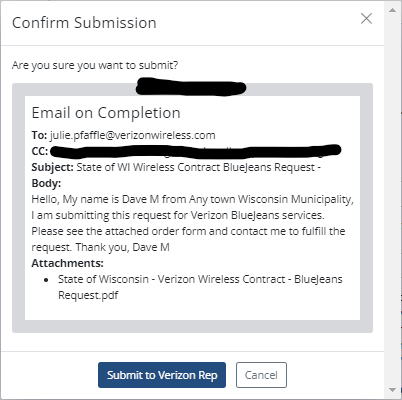 Confirm Submission
Are you sure you want to submit?
Email on Completion
To: julie.pfaffle@verizonwireless.com
CC:
Subject: State of WI Wireless Contract BlueJeans Request -
Body:
Hello, My name is Dave M from Any town Wisconsin Municipality,
I am submitting this request for Verizon BlueJeans services.
Please see the attached order form and contact me to fulfill the
request. Thank you, Dave M
Attachments:
• State of Wisconsin - Verizon Wireless Contract - BlueJeans
Request.pdf
Submit to Verizon Rep Cancel